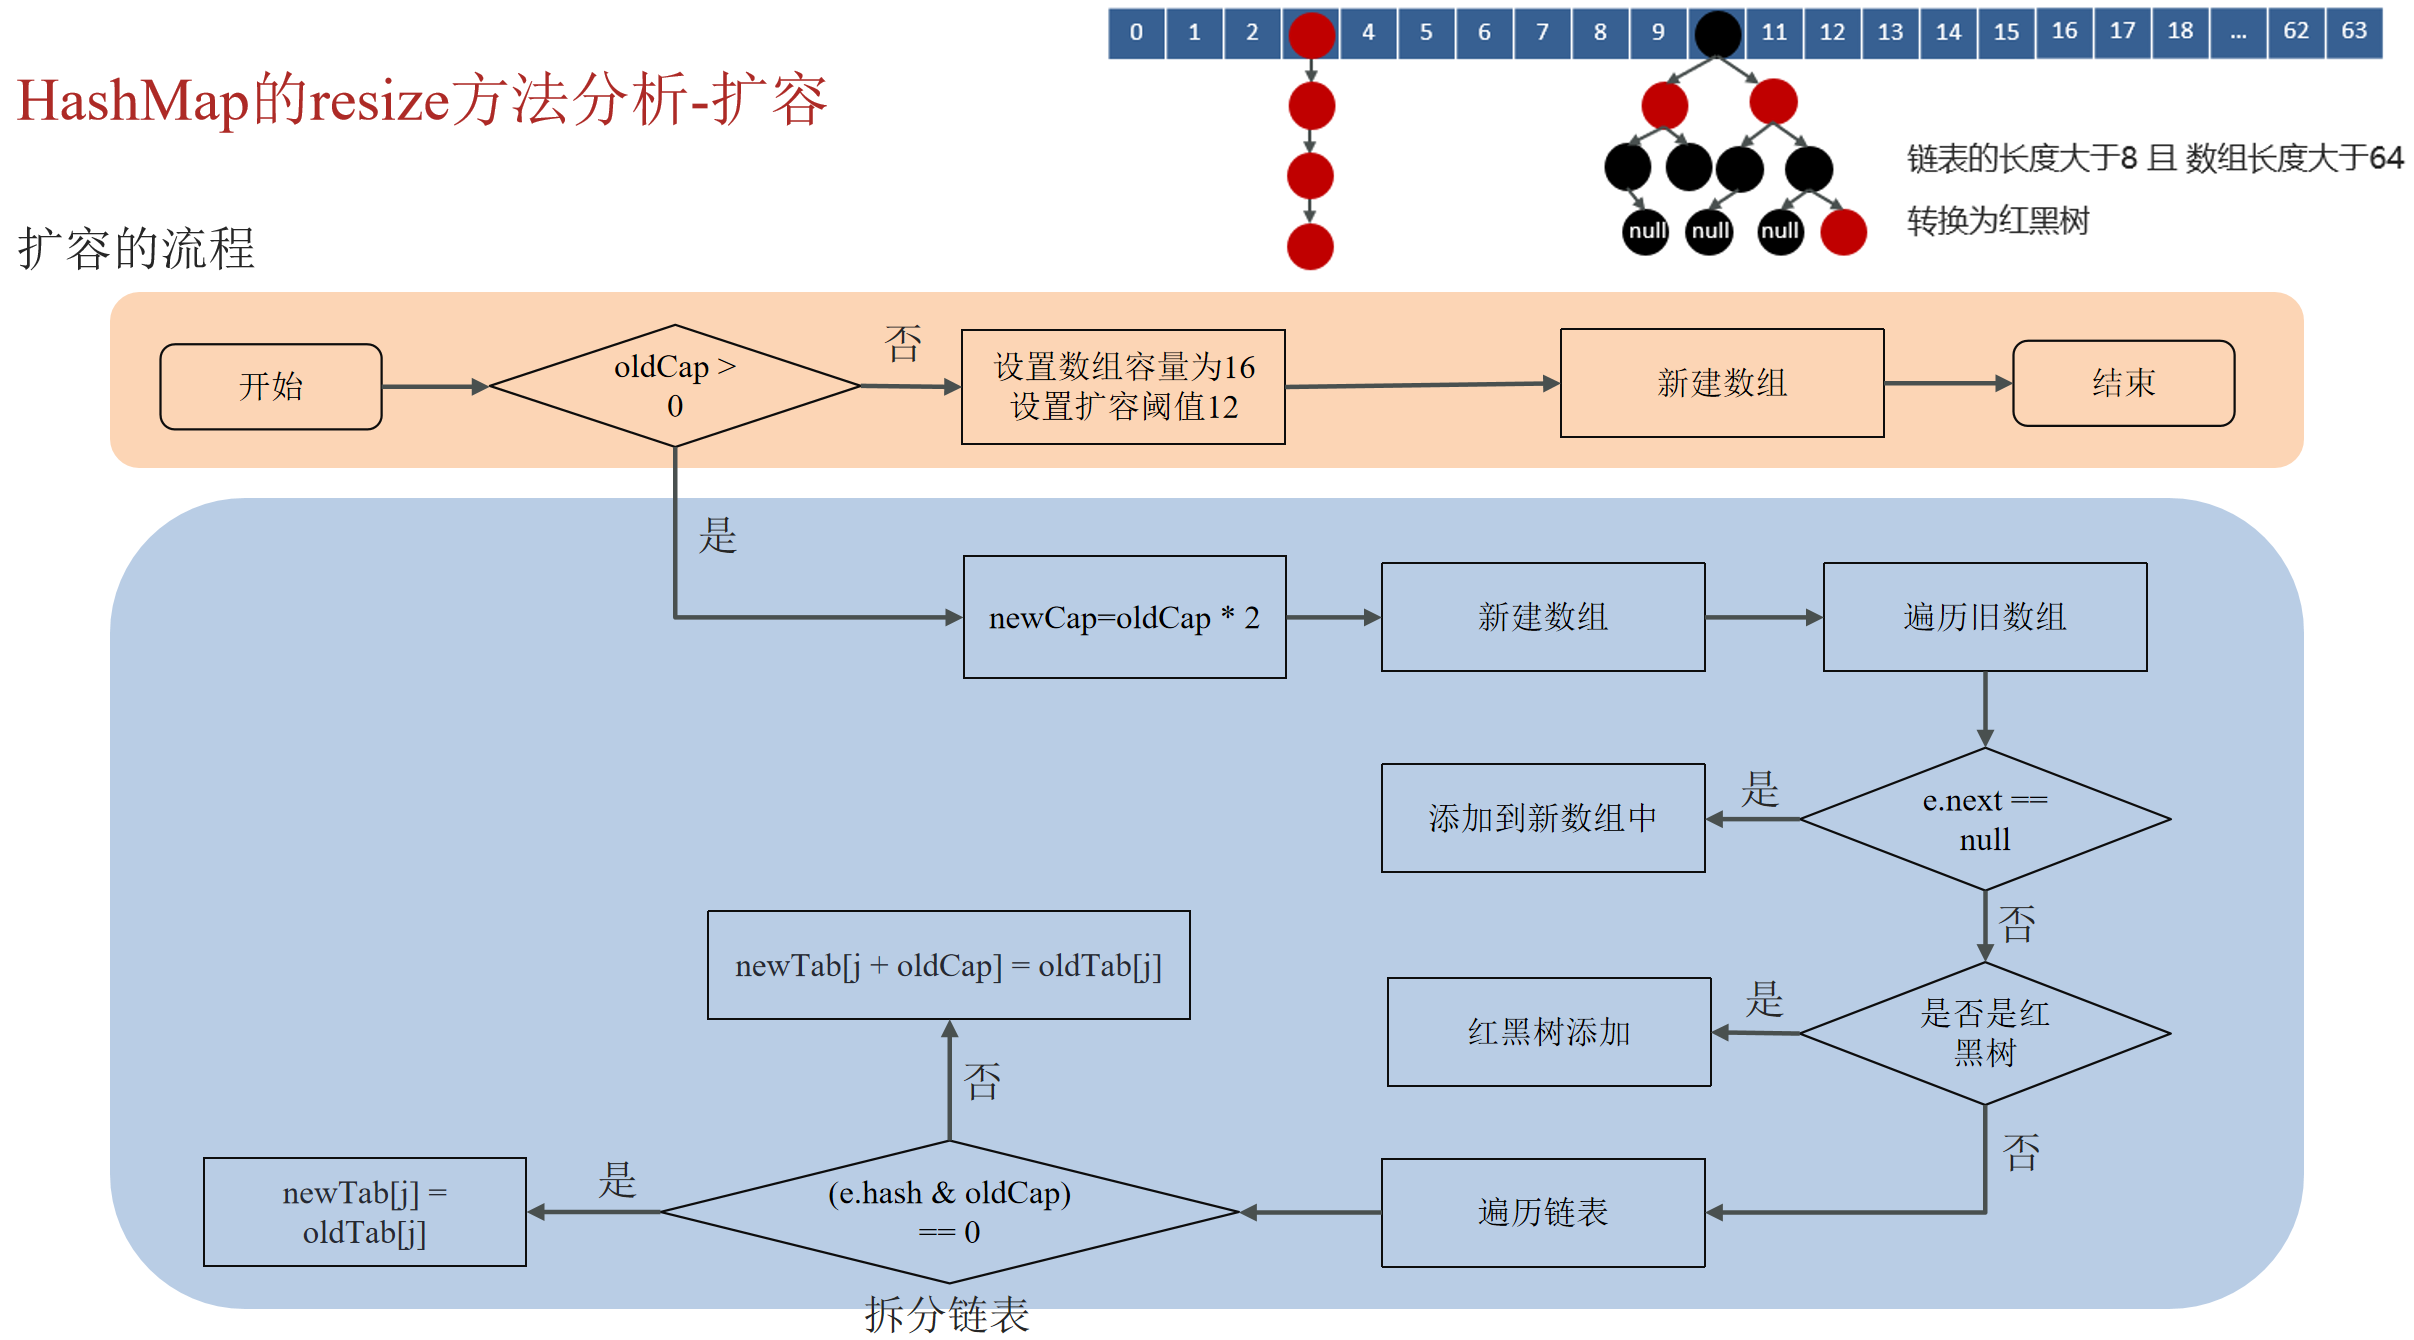 0 1 2 4 5 6 7 8 9 11 12 13 14 15 16 17 18 ... 62 63
HashMap的resize方法分析-扩容
链表的长度大于8 且 数组长度大于64
转换为红黑树
null null null
扩容的流程
开始
oldCap >
0
否
设置数组容量为16
设置扩容阈值12
新建数组
结束
是
newCap=oldCap * 2
新建数组
遍历旧数组
e.next ==
null
是
添加到新数组中
否
是否是红
黑树
是
红黑树添加
否
遍历链表
(e.hash & oldCap)
== 0
否
newTab[j + oldCap] = oldTab[j]
是
newTab[j] =
oldTab[j]
拆分链表